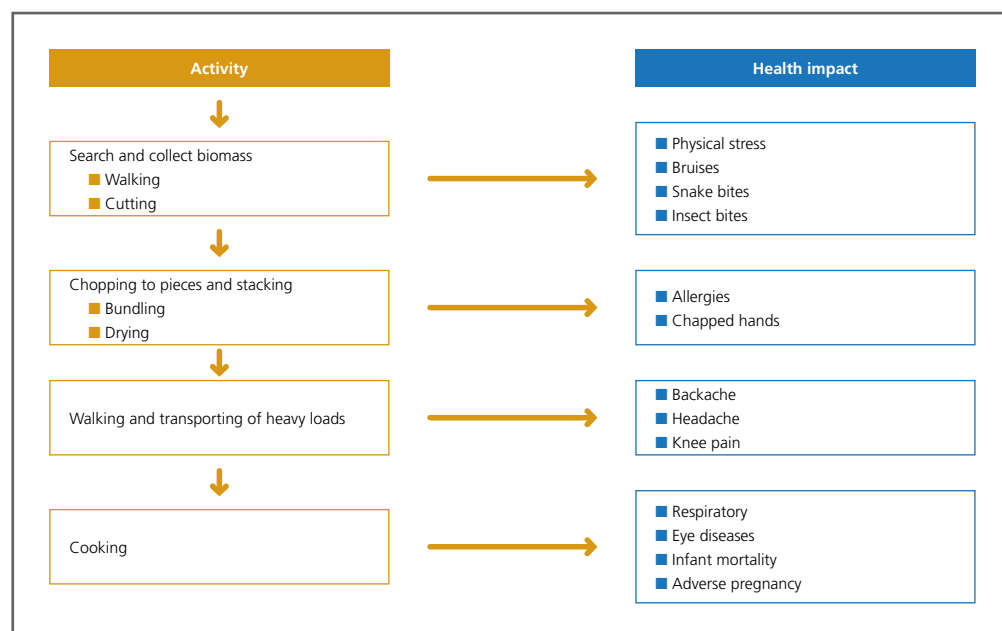 Activity
Health impact
Search and collect biomass
Walking
Cutting
Physical stress
Bruises
Snake bites
Insect bites
Chopping to pieces and stacking
Bundling
Drying
Allergies
Chapped hands
Walking and transporting of heavy loads
Backache
Headache
Knee pain
Cooking
Respiratory
Eye diseases
Infant mortality
Adverse pregnancy